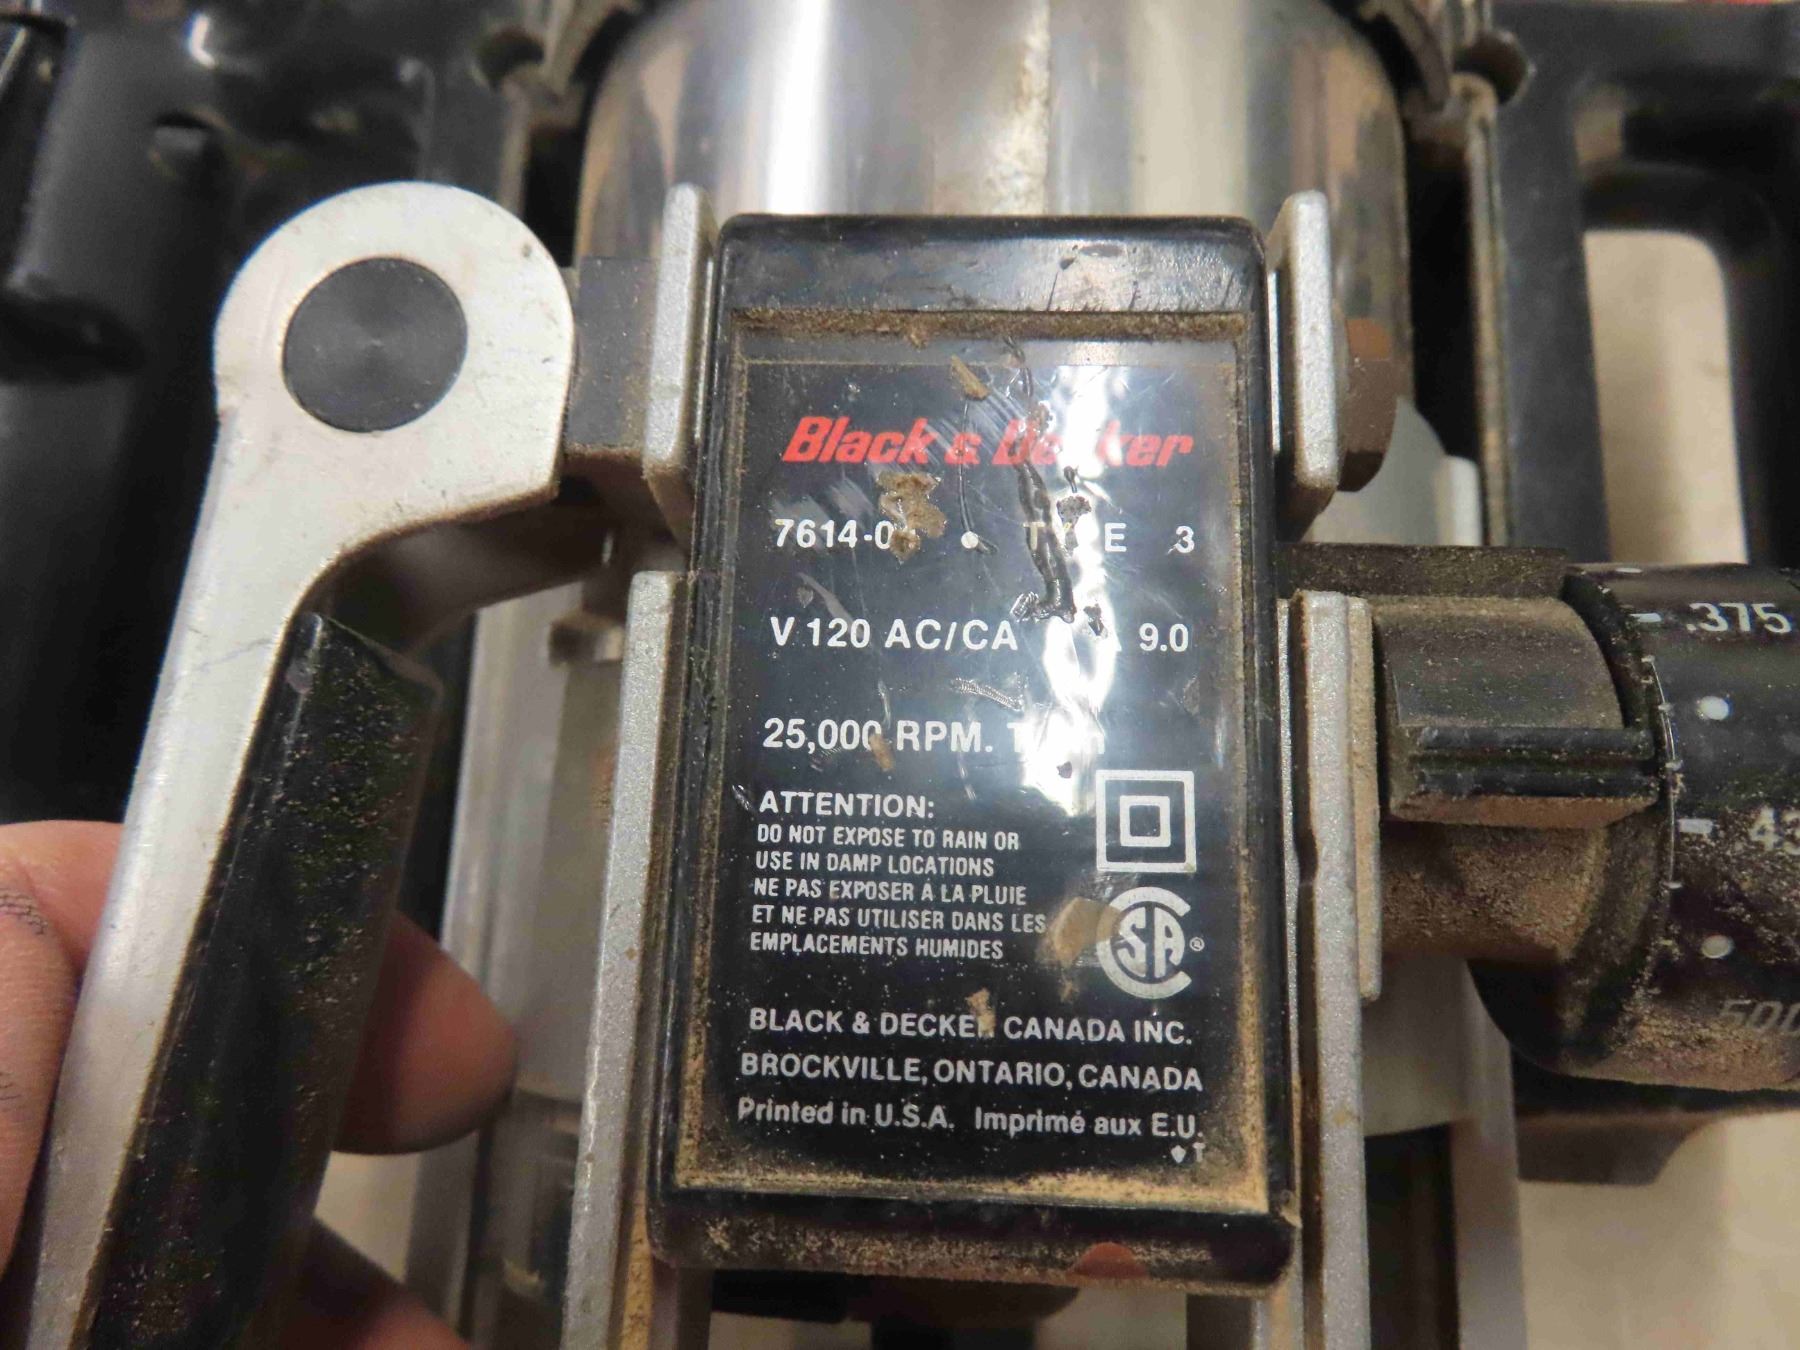 Black & Decker
TYPE 3
V 120 AC/CA A 9.0
25,000 RPM.
ATTENTION:
DO NOT EXPOSE TO RAIN OR
USE IN DAMP LOCATIONS
NE PAS EXPOSER À LA PLUIE
ET NE PAS UTILISER DANS LES
EMPLACEMENTS HUMIDES
SA ®
BLACK & DECKER CANADA INC.
BROCKVILLE, ONTARIO, CANADA
Printed in U.S.A. Imprimé aux E.U.
T
.375